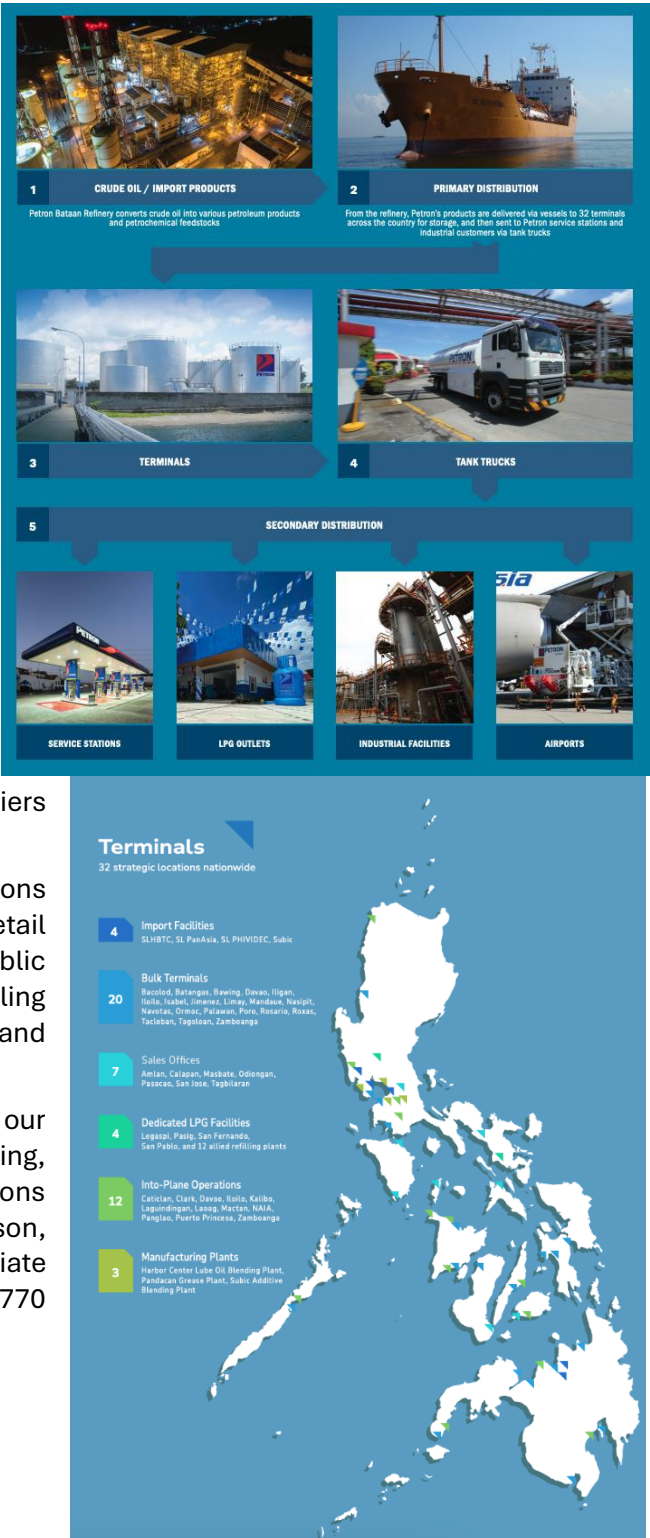 1
CRUDE OIL / IMPORT PRODUCTS
Petron Bataan Refinery converts crude oil into various petroleum products
and petrochemical feedstocks
2
PRIMARY DISTRIBUTION
From the refinery, Petron's products are delivered via vessels to 32 terminals
across the country for storage, and then sent to Petron service stations and
industrial customers via tank trucks
PETRON
3
TERMINALS
PETRON
4
TANK TRUCKS
5
SECONDARY DISTRIBUTION
PETRON
SERVICE STATIONS
LPG OUTLETS
INDUSTRIAL FACILITIES
sia
PETRON
AIRPORTS
iers
ons
etail
blic
ling
and
our
ing,
ons
son,
iate
770
Terminals
32 strategic locations nationwide
4
Import Facilities
SLHBTC, SL PanAsia, SL PHIVIDEC, Subic
20
Bulk Terminals
Bacolod, Batangas, Bawing, Davao, Iligan,
Iloilo, Isabel, Jimenez, Limay, Mandaue, Nasipit,
Navotas, Ormoc, Palawan, Poro, Rosario, Roxas,
Tacloban, Tagoloan, Zamboanga
7
Sales Offices
Amlan, Calapan, Masbate, Odiongan,
Pasacao, San Jose, Tagbilaran
4
Dedicated LPG Facilities
Legaspi, Pasig, San Fernando,
San Pablo, and 12 allied refilling plants
12
Into-Plane Operations
Caticlan, Clark, Davao, Iloilo, Kalibo,
Laguindingan, Laoag, Mactan, NAIA,
Panglao, Puerto Princesa, Zamboanga
3
Manufacturing Plants
Harbor Center Lube Oil Blending Plant,
Pandacan Grease Plant, Subic Additive
Blending Plant